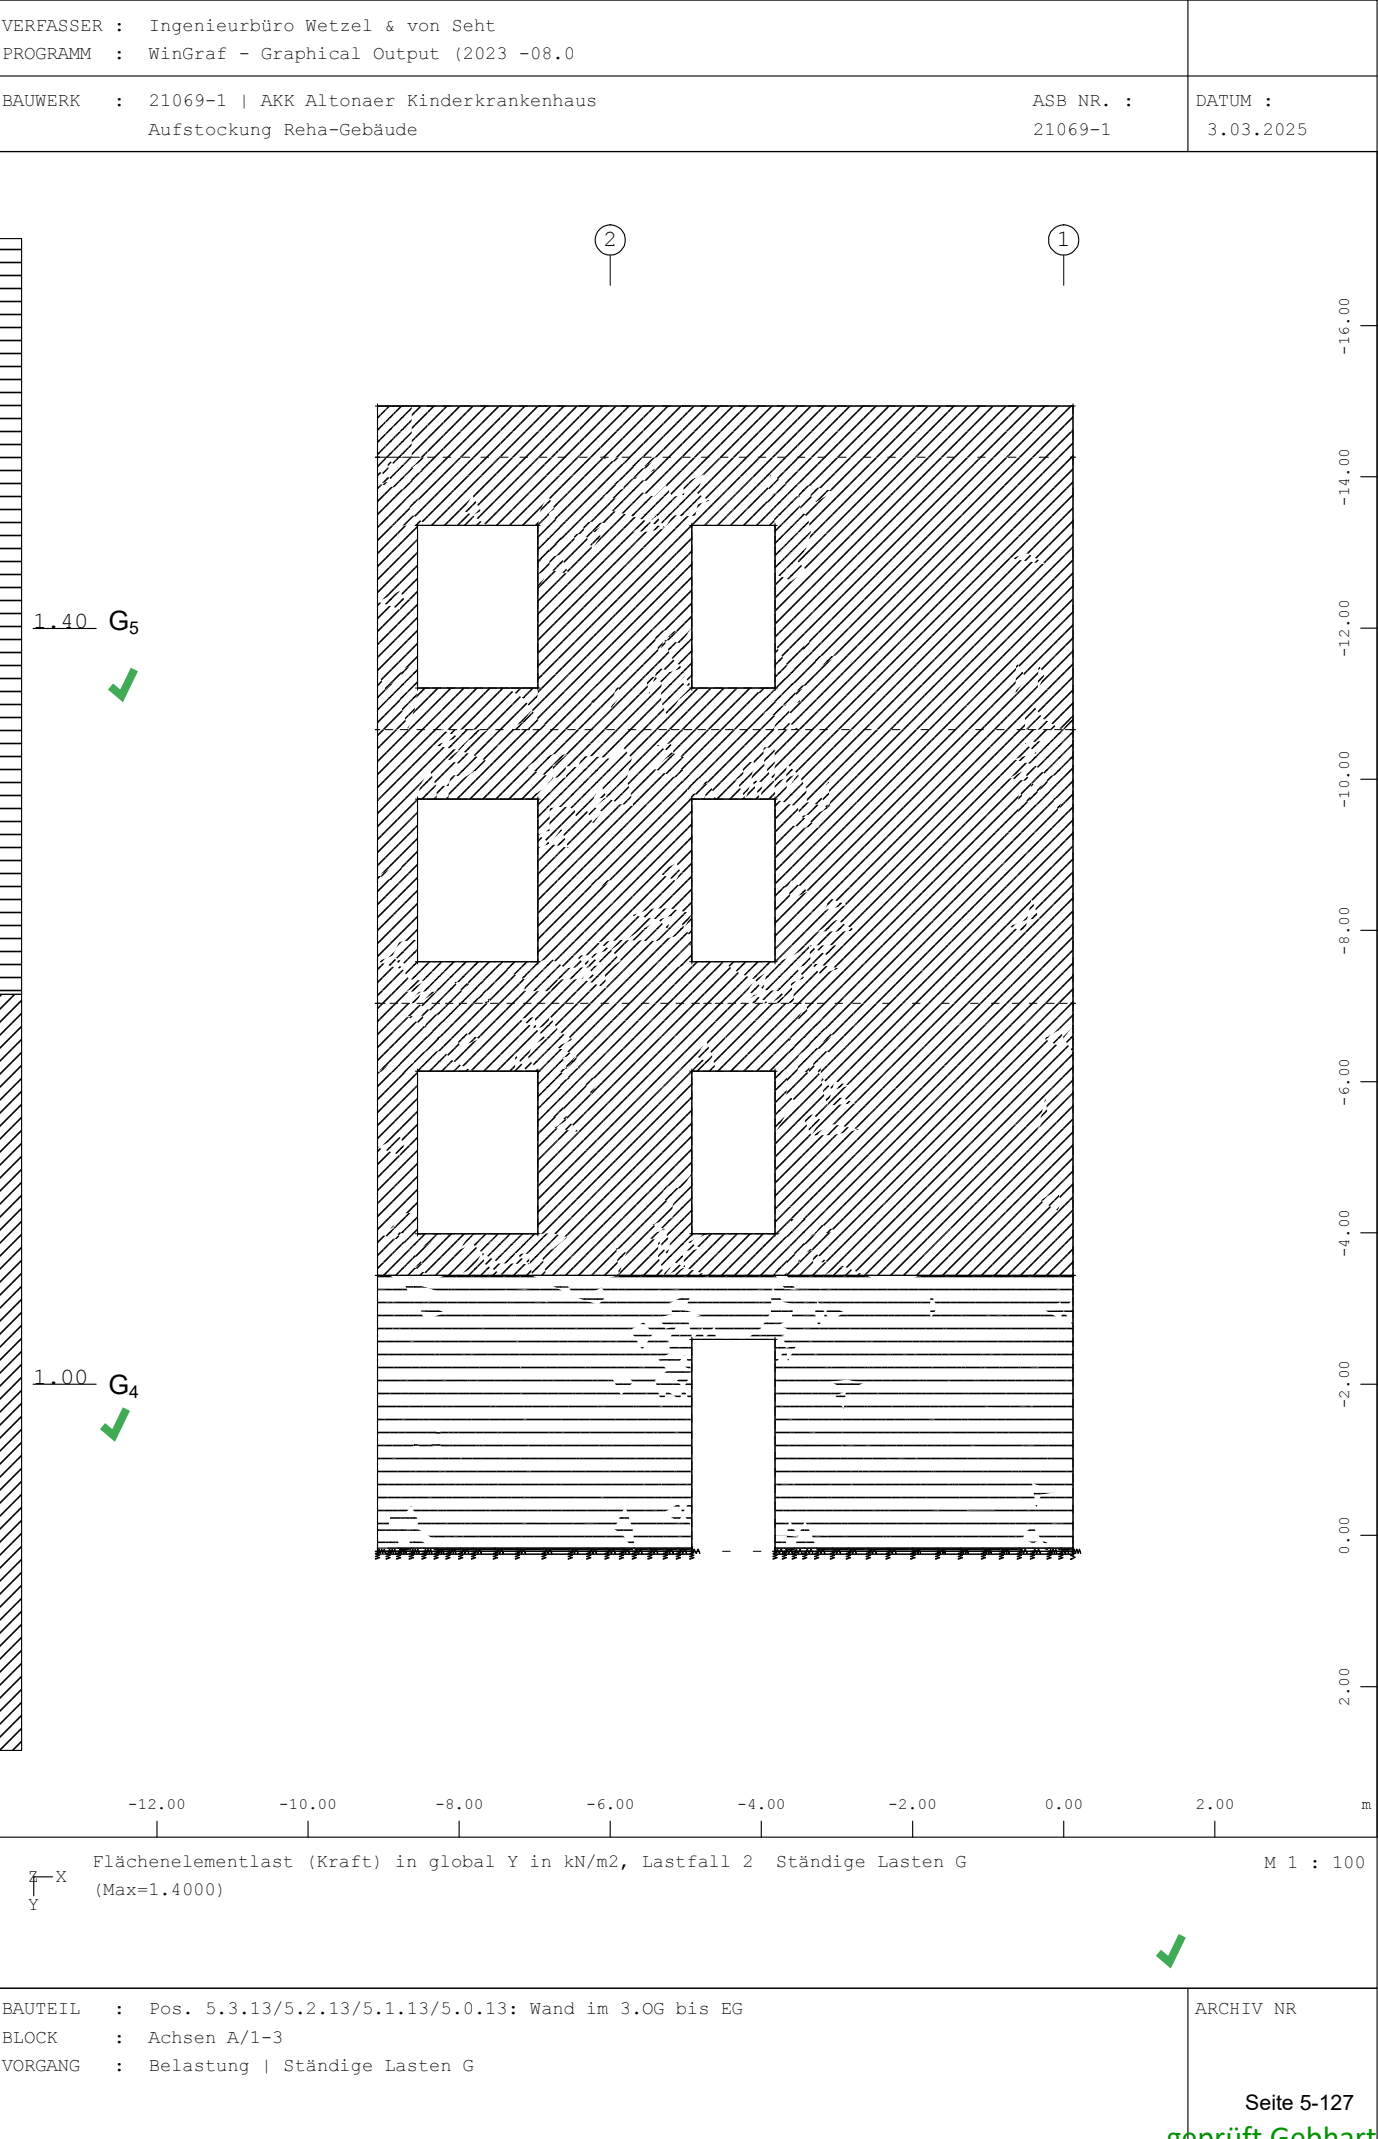 VERFASSER : Ingenieurbüro Wetzel & von Seht
PROGRAMM : WinGraf - Graphical Output (2023 -08.0
BAUWERK : 21069-1 | AKK Altonaer Kinderkrankenhaus
Aufstockung Reha-Gebäude
ASB NR. :
21069-1
DATUM :
3.03.2025
2
1
-16.00
-14.00
-12.00
-10.00
-8.00
-6.00
-4.00
-2.00
0.00
2.00
1.40 G5
1.00 G4
-12.00 -10.00 -8.00 -6.00 -4.00 -2.00 0.00 2.00 m
Z X
Y
Flächenelementlast (Kraft) in global Y in kN/m2, Lastfall 2 Ständige Lasten G
(Max=1.4000)
M 1 : 100
BAUTEIL : Pos. 5.3.13/5.2.13/5.1.13/5.0.13: Wand im 3.OG bis EG
BLOCK : Achsen A/1-3
VORGANG : Belastung | Ständige Lasten G
ARCHIV NR
Seite 5-127
geprüft Gebhart